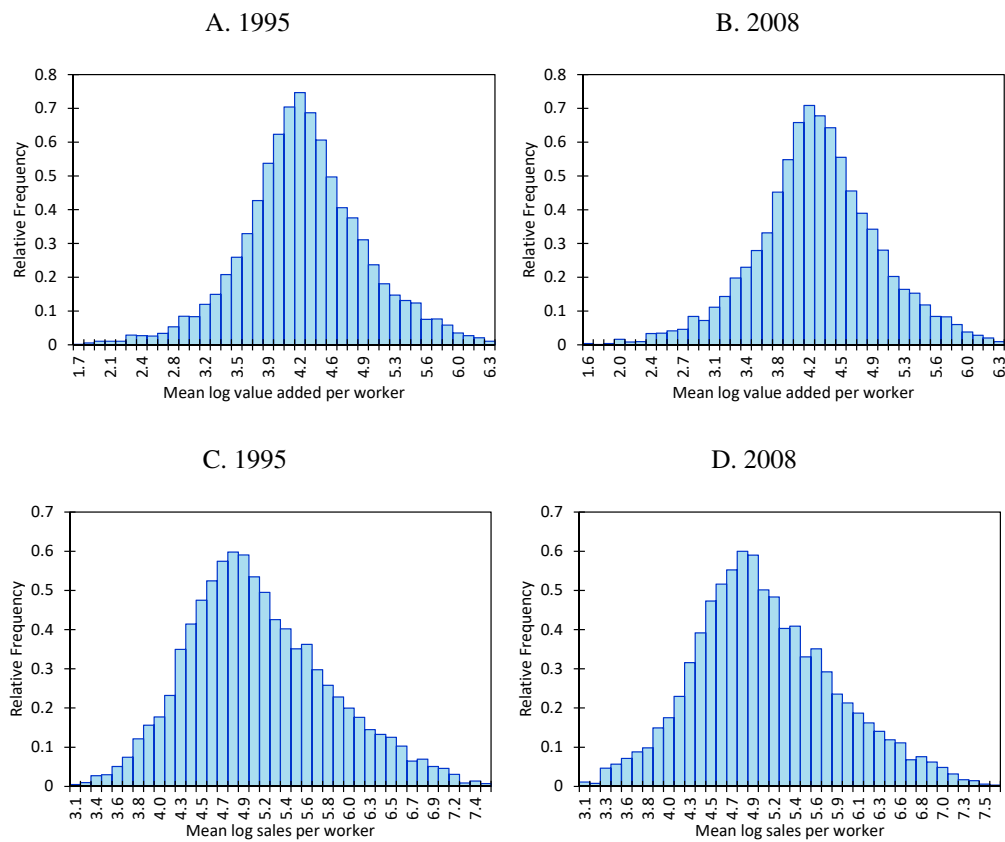 A. 1995
B. 2008
0.8
0.7
0.6
0.5
0.4
0.3
0.2
0.1
0
Relative Frequency
1.7 2.1 2.4 2.8 3.2 3.5 3.9 4.2 4.6 4.9 5.3 5.6 6.0 6.3
Mean log value added per worker
0.8
0.7
0.6
0.5
0.4
0.3
0.2
0.1
0
Relative Frequency
1.6 2.0 2.4 2.7 3.1 3.4 3.8 4.2 4.5 4.9 5.3 5.6 6.0 6.3
Mean log value added per worker
C. 1995
D. 2008
0.7
0.6
0.5
0.4
0.3
0.2
0.1
0
Relative Frequency
3.1 3.4 3.6 3.8 4.0 4.3 4.5 4.7 4.9 5.2 5.4 5.6 5.8 6.0 6.3 6.5 6.7 6.9 7.2 7.4
Mean log sales per worker
0.7
0.6
0.5
0.4
0.3
0.2
0.1
0
Relative Frequency
3.1 3.3 3.6 3.8 4.0 4.3 4.5 4.7 4.9 5.2 5.4 5.6 5.9 6.1 6.3 6.6 6.8 7.0 7.3 7.5
Mean log sales per worker